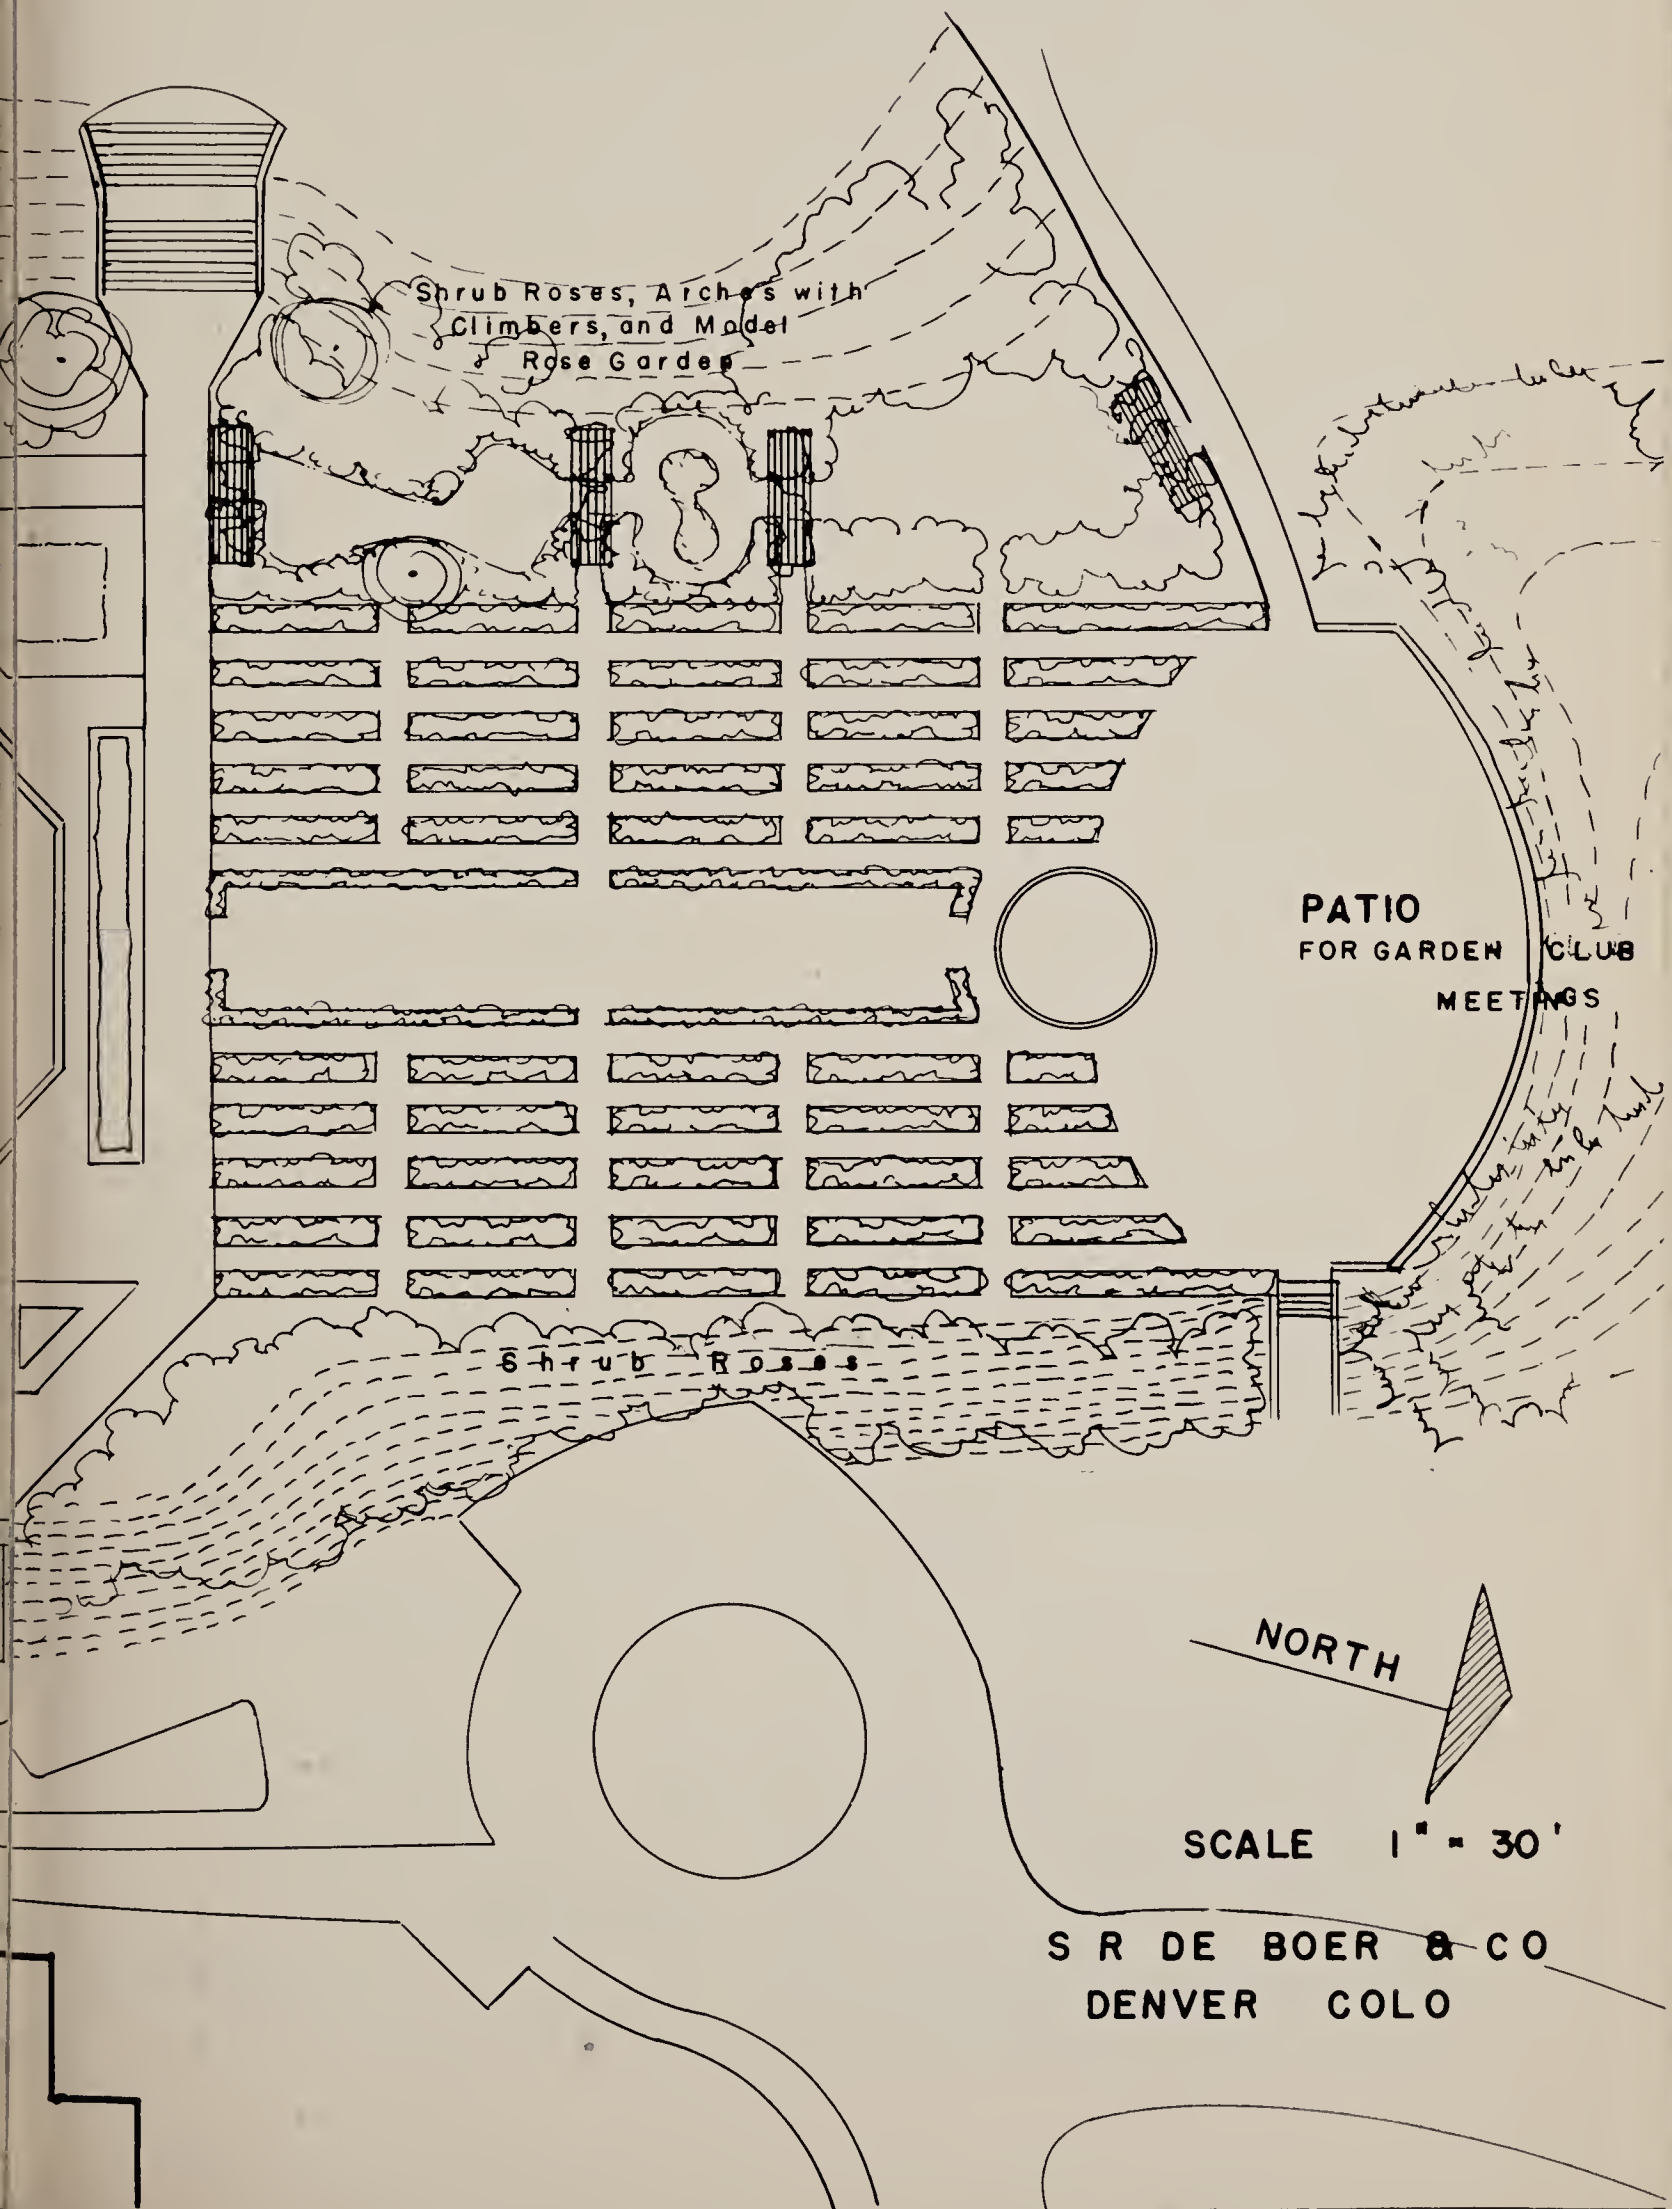 Shrub Roses, Arches with
Climbers, and Model
Rose Garden
PATIO
FOR GARDEN CLUB
MEETINGS
Shrub Roses
NORTH
SCALE 1" = 30'
S R DE BOER & CO
DENVER COLO